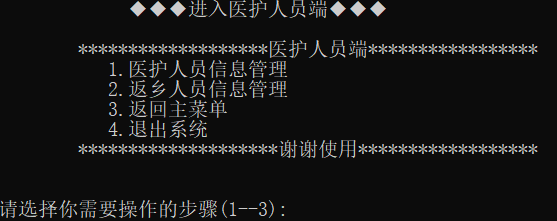 ◆◆◆进入医护人员端◆◆◆
*******************医护人员端*****************
1.医护人员信息管理
2.返乡人员信息管理
3.返回主菜单
4.退出系统
********************谢谢使用******************
请选择你需要操作的步骤(1--3):